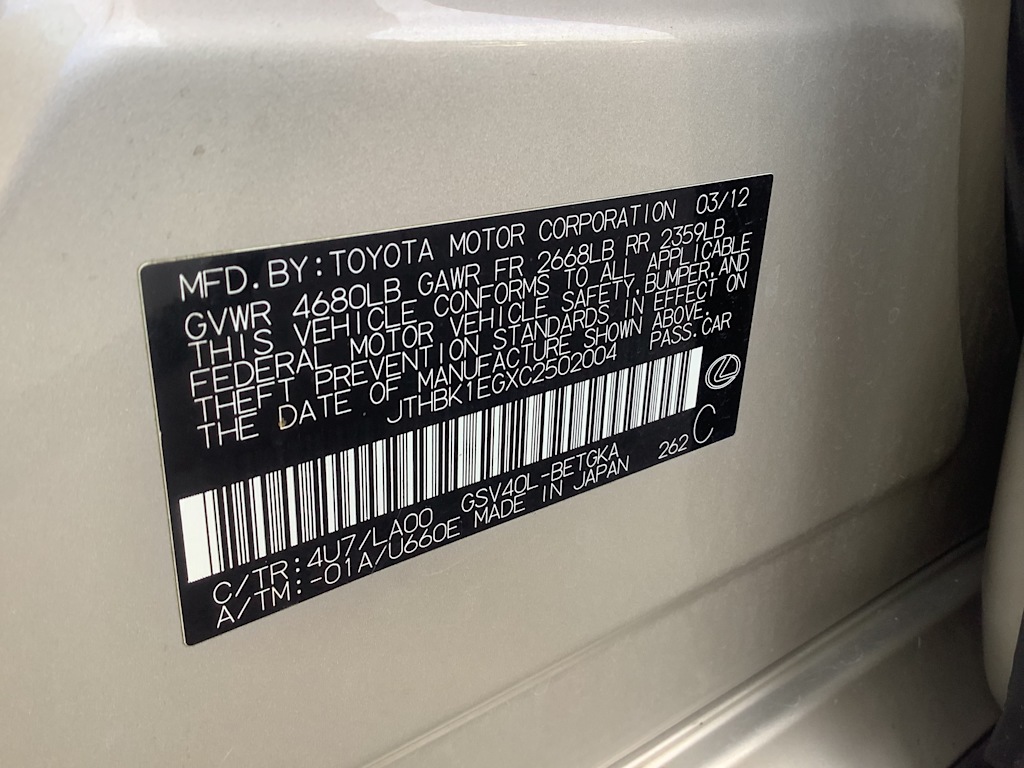 MFD. BY: TOYOTA MOTOR CORPORATION 03/12
GVWR 4680LB GAWR FR 2668LB RR 2359LB
THIS VEHICLE CONFORMS TO ALL APPLICABLE
FEDERAL MOTOR VEHICLE SAFETY, BUMPER, AND
THEFT PREVENTION STANDARDS IN EFFECT ON
THE DATE OF MANUFACTURE SHOWN ABOVE.
JTHBK1EGXC2502004 PASS. CAR
C/TR: 4U7/LA00 GSV40L-BETGKA 262 C
A/TM: -01A/U660E MADE IN JAPAN